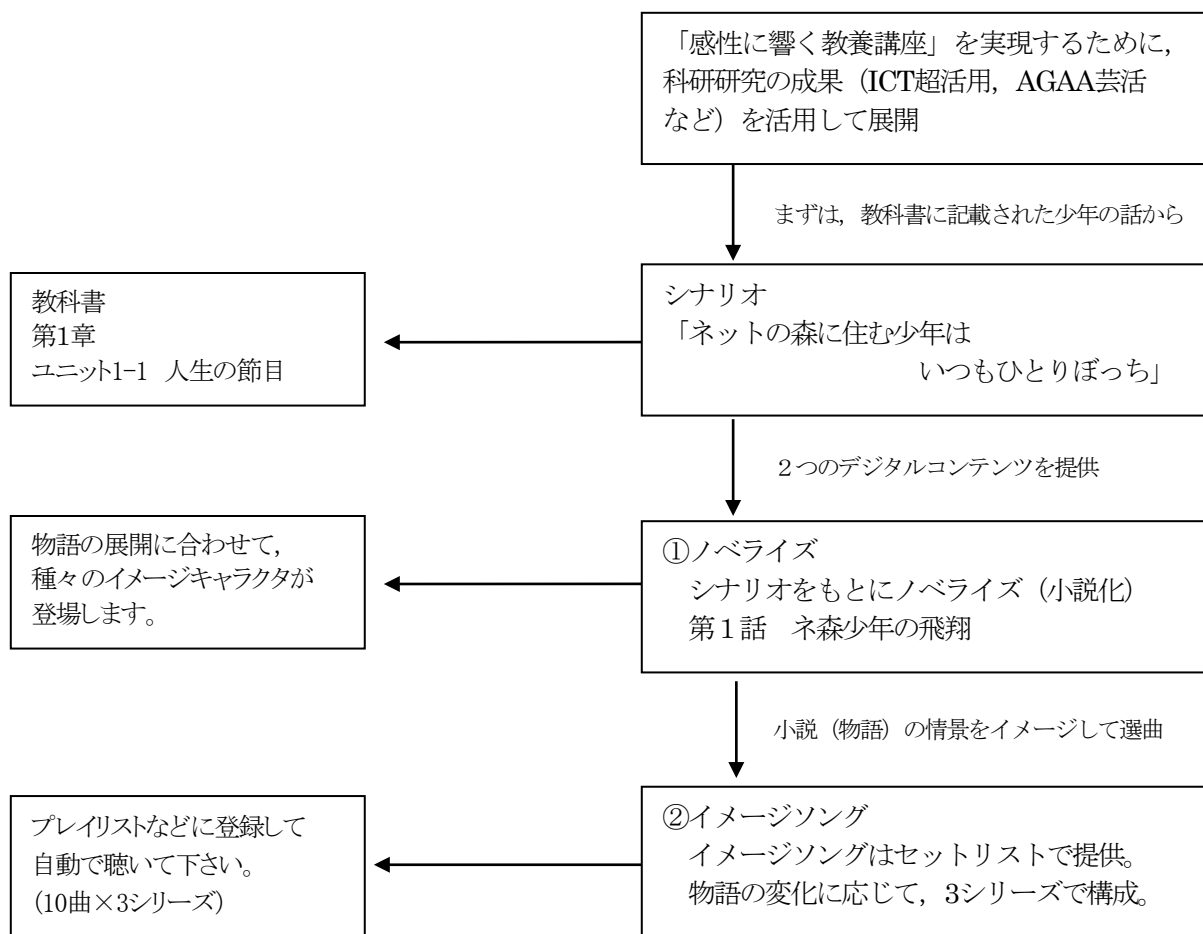 「感性に響く教養講座」を実現するために，
科研研究の成果（ICT超活用，AGAA芸活
など）を活用して展開
まずは，教科書に記載された少年の話から
教科書
第1章
ユニット1-1 人生の節目
シナリオ
「ネットの森に住む少年は
いつもひとりぼっち」
２つのデジタルコンテンツを提供
物語の展開に合わせて，
種々のイメージキャラクタが
登場します。
①ノベライズ
シナリオをもとにノベライズ（小説化）
第１話　ネ森少年の飛翔
小説（物語）の情景をイメージして選曲
プレイリストなどに登録して
自動で聴いて下さい。
(10曲×3シリーズ)
②イメージソング
イメージソングはセットリストで提供。
物語の変化に応じて，3シリーズで構成。